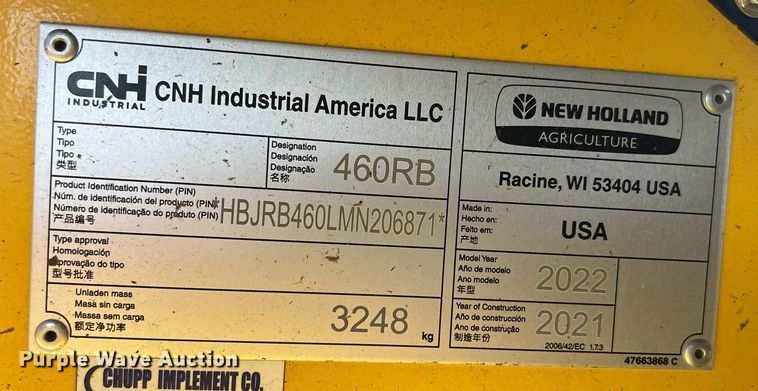 CNH
INDUSTRIAL
CNH Industrial America LLC
NEW HOLLAND
AGRICULTURE
Racine, WI 53404 USA
Type
Tipo
Tipo
类型
Designation
Designación
Designação
名称
460RB
Product Identification Number (PIN)
Núm. de identificación del producto (PIN)
Número de identificação do produto (PIN)
产品编号
*HBJRB460LMN206871*
Made in:
Hecho en:
Feito em:
产地
USA
Type approval
Homologación
Aprovação do tipo
型号批准
Model Year
Año de modelo
Ano modelo
年型
2022
Unladen mass
Masa sin carga
Massa sem carga
额定净功率
3248 kg
Year of Construction
Año de construcción
Ano de construção
制造年份
2021
2006/42/EC 1.7.3
47663868 C
Purple Wave Auction
CHUPP IMPLEMENT CO.